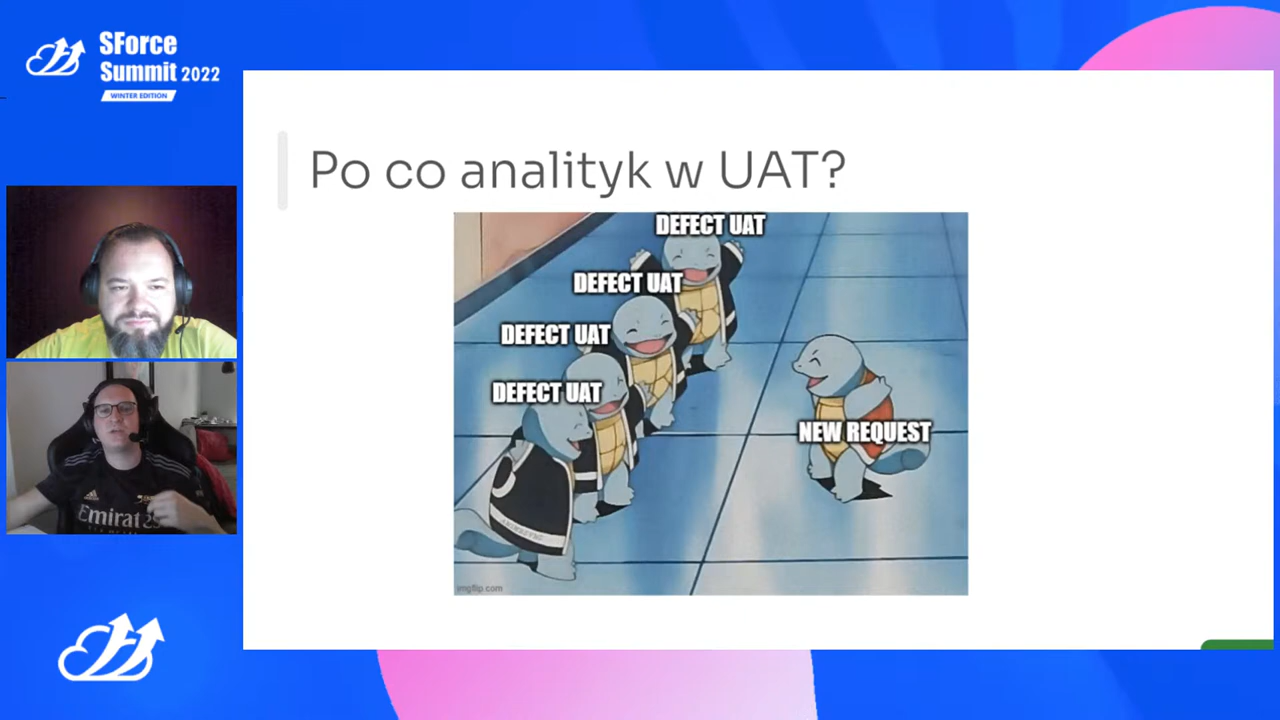 SForce
Summit 2022
WINTER EDITION
Po co analityk w UAT?
DEFECT UAT
DEFECT UAT
DEFECT UAT
DEFECT UAT
NEW REQUEST
imgflip.com
Emirates